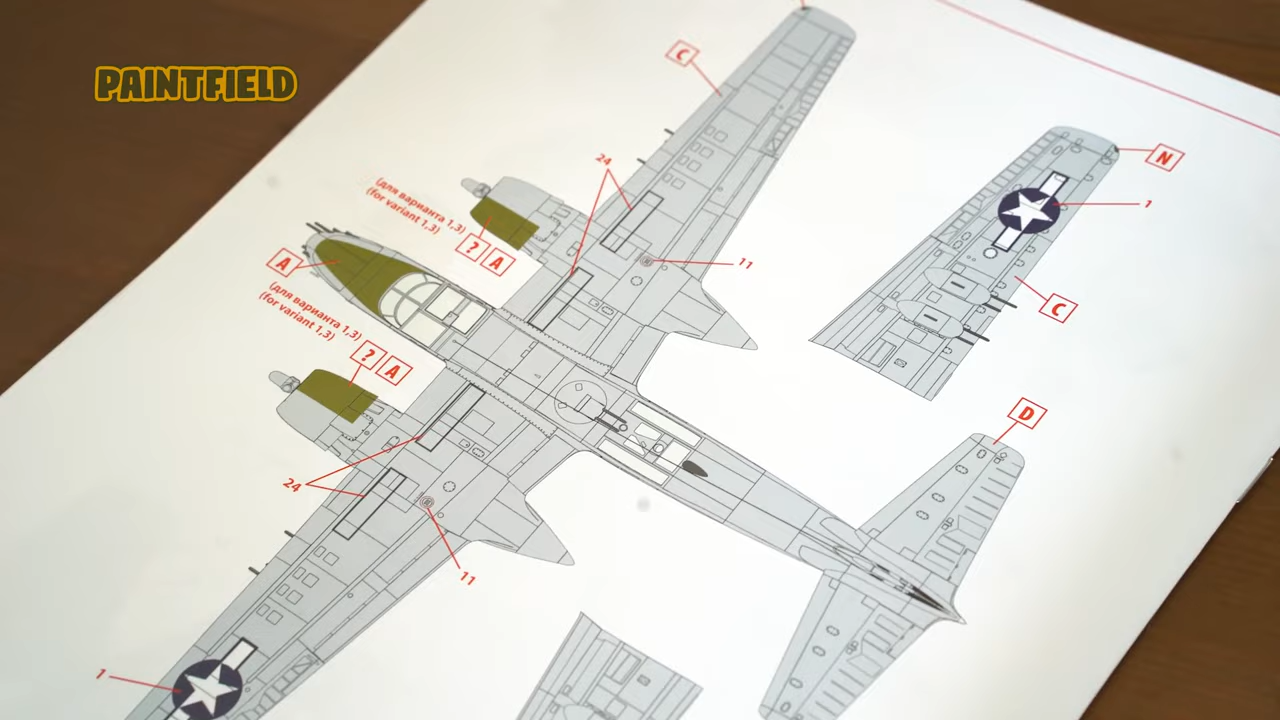 PAINTFIELD
C
N
24
1
(для варианта 1,3)
(for variant 1,3)
? A
11
A
C
(для варианта 1,3)
(for variant 1,3)
? A
D
24
11
1